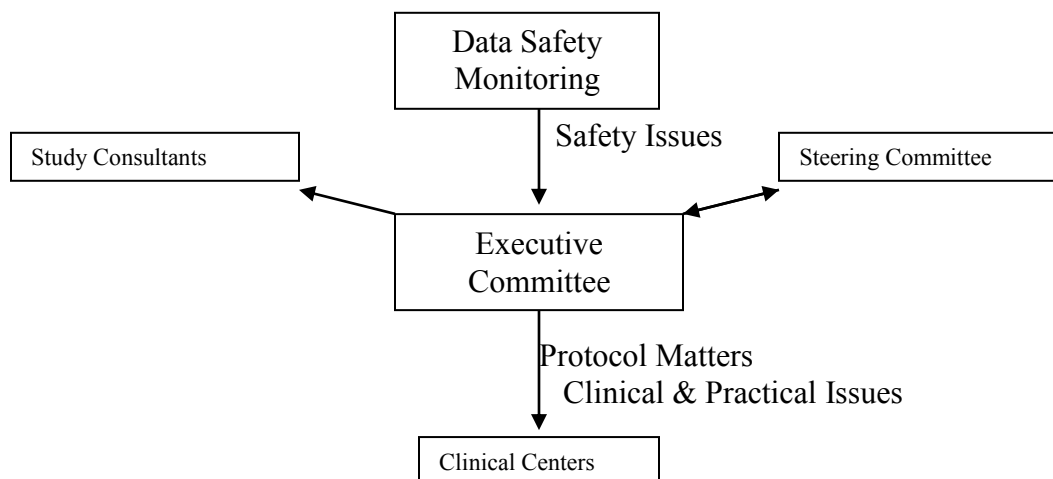 Data Safety
Monitoring
Safety Issues
Study Consultants
Steering Committee
Executive
Committee
Protocol Matters
Clinical & Practical Issues
Clinical Centers